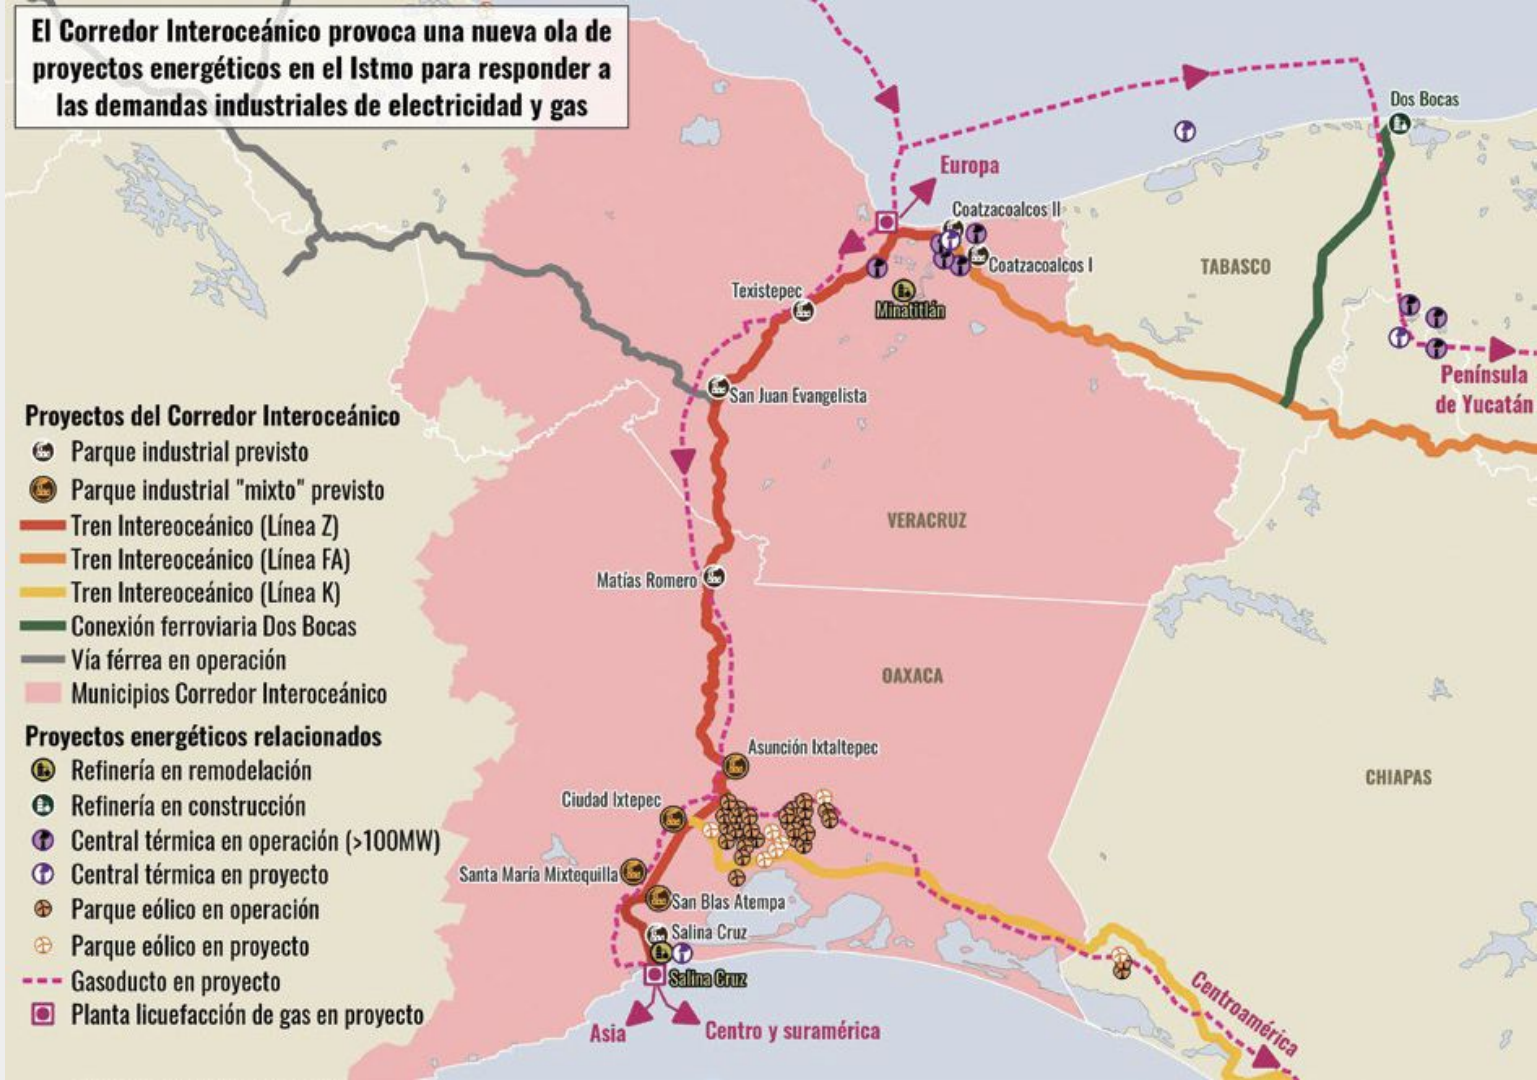 El Corredor Interoceánico provoca una nueva ola de
proyectos energéticos en el Istmo para responder a
las demandas industriales de electricidad y gas
Dos Bocas
Europa
Coatzacoalcos II
Coatzacoalcos I
TABASCO
Texistepec
Minatitlán
Península
de Yucatán
San Juan Evangelista
Proyectos del Corredor Interoceánico
Parque industrial previsto
Parque industrial "mixto" previsto
Tren Intereoceánico (Línea Z)
Tren Intereoceánico (Línea FA)
Tren Intereoceánico (Línea K)
Conexión ferroviaria Dos Bocas
Vía férrea en operación
Municipios Corredor Interoceánico
Proyectos energéticos relacionados
Refinería en remodelación
Refinería en construcción
Central térmica en operación (>100MW)
Central térmica en proyecto
Parque eólico en operación
Parque eólico en proyecto
Gasoducto en proyecto
Planta licuefacción de gas en proyecto
VERACRUZ
Matías Romero
OAXACA
Asunción Ixtaltepec
CHIAPAS
Ciudad Ixtepec
Santa María Mixtequilla
San Blas Atempa
Salina Cruz
Salina Cruz
Centroamérica
Asia
Centro y suramérica